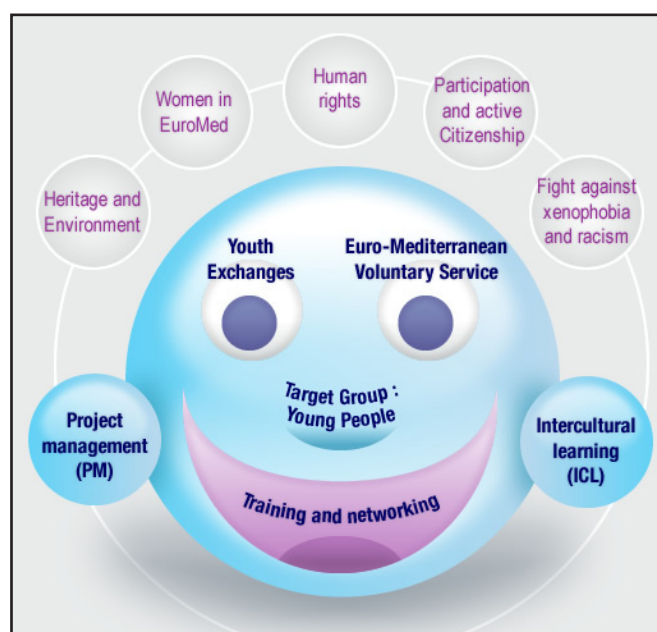 Human
rights
Women in
EuroMed
Participation
and active
Citizenship
Heritage and
Environment
Fight against
xenophobia
and racism
Youth
Exchanges
Euro-Mediterranean
Voluntary Service
Target Group :
Young People
Project
management
(PM)
Intercultural
learning
(ICL)
Training and networking